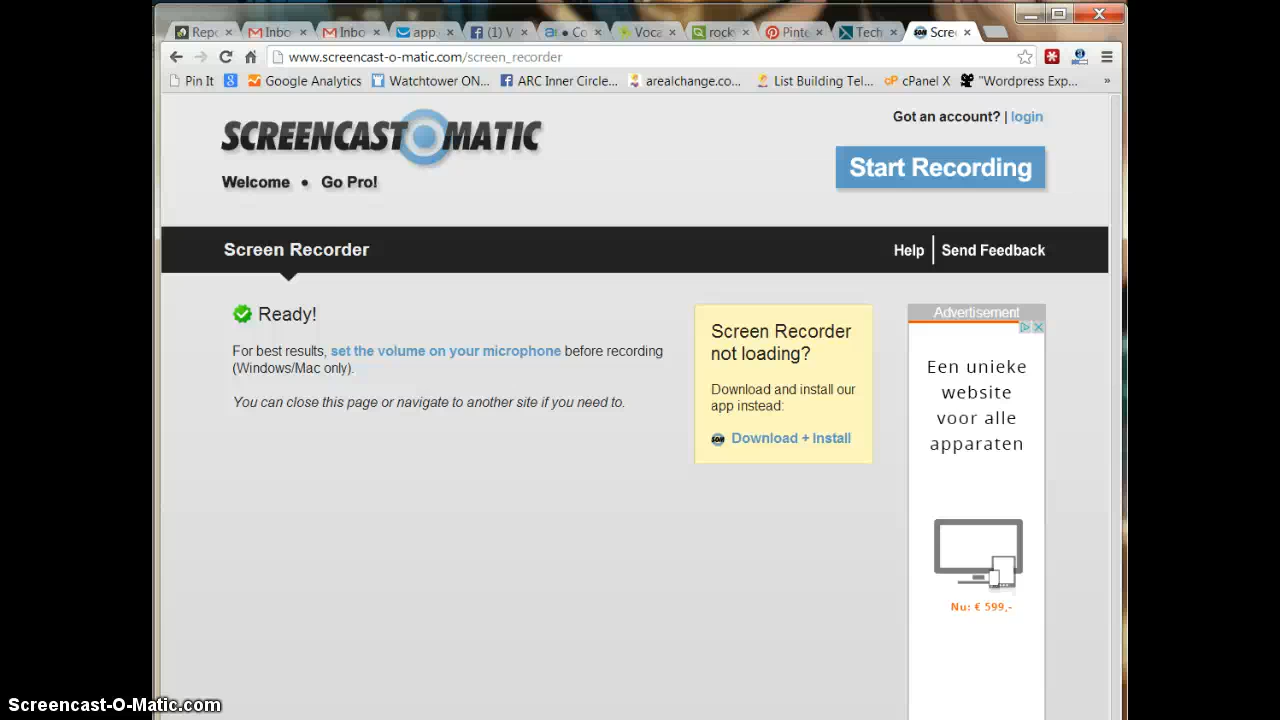 Repo
Inbo
Inbo
app.
(1) V
Co
Voca
rock
Pinte
Tech
Scree
www.screencast-o-matic.com/screen_recorder
Pin It
Google Analytics
Watchtower ON...
ARC Inner Circle...
arealchange.co...
List Building Tel...
cPanel X
"Wordpress Exp...
»
SCREENCAST O MATIC
Got an account? | login
Start Recording
Welcome • Go Pro!
Screen Recorder
Help
Send Feedback
Ready!
For best results, set the volume on your microphone before recording
(Windows/Mac only).
You can close this page or navigate to another site if you need to.
Screen Recorder
not loading?
Download and install our
app instead:
SOM Download + Install
Advertisement
Een unieke
website
voor alle
apparaten
Nu: € 599,-
Screencast-O-Matic.com